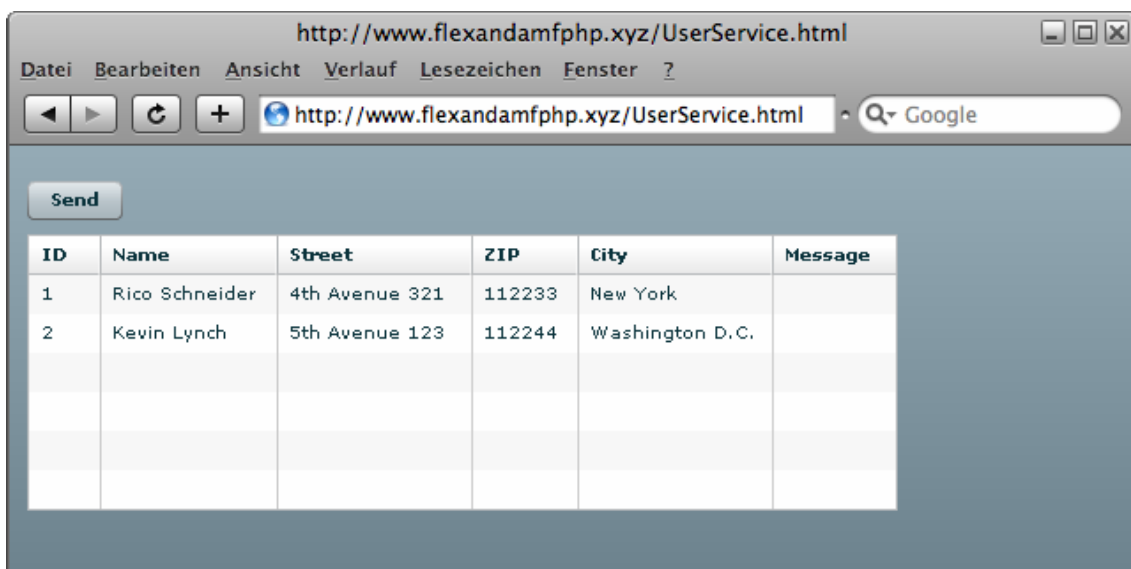 http://www.flexandamfphp.xyz/UserService.html
Datei Bearbeiten Ansicht Verlauf Lesezeichen Fenster ?
http://www.flexandamfphp.xyz/UserService.html Google
Send
ID Name Street ZIP City Message
1 Rico Schneider 4th Avenue 321 112233 New York
2 Kevin Lynch 5th Avenue 123 112244 Washington D.C.